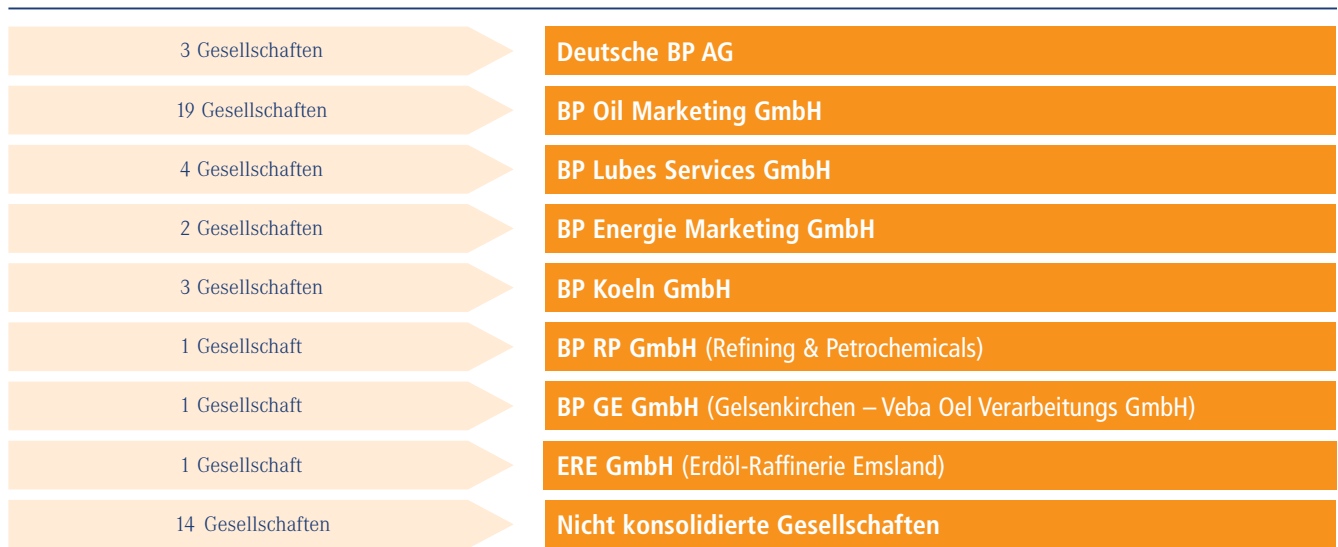 3 Gesellschaften
Deutsche BP AG
19 Gesellschaften
BP Oil Marketing GmbH
4 Gesellschaften
BP Lubes Services GmbH
2 Gesellschaften
BP Energie Marketing GmbH
3 Gesellschaften
BP Koeln GmbH
1 Gesellschaft
BP RP GmbH (Refining & Petrochemicals)
1 Gesellschaft
BP GE GmbH (Gelsenkirchen – Veba Oel Verarbeitungs GmbH)
1 Gesellschaft
ERE GmbH (Erdöl-Raffinerie Emsland)
14 Gesellschaften
Nicht konsolidierte Gesellschaften